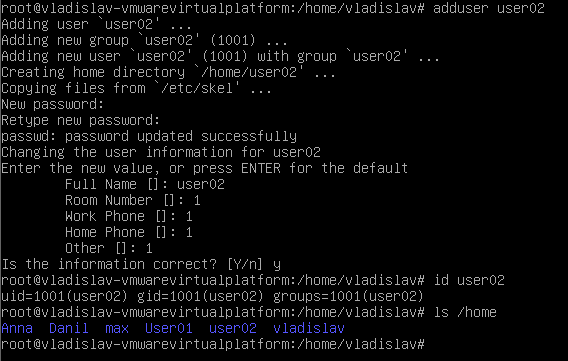 root@vladislav-vmwarevirtualplatform:/home/vladislav# adduser user02
Adding user `user02' ...
Adding new group `user02' (1001) ...
Adding new user `user02' (1001) with group `user02' ...
Creating home directory `/home/user02' ...
Copying files from `/etc/skel' ...
New password:
Retype new password:
passwd: password updated successfully
Changing the user information for user02
Enter the new value, or press ENTER for the default
        Full Name []: user02
        Room Number []: 1
        Work Phone []: 1
        Home Phone []: 1
        Other []: 1
Is the information correct? [Y/n] y
root@vladislav-vmwarevirtualplatform:/home/vladislav# id user02
uid=1001(user02) gid=1001(user02) groups=1001(user02)
root@vladislav-vmwarevirtualplatform:/home/vladislav# ls /home
Anna  Danil  max  User01  user02  vladislav
root@vladislav-vmwarevirtualplatform:/home/vladislav#